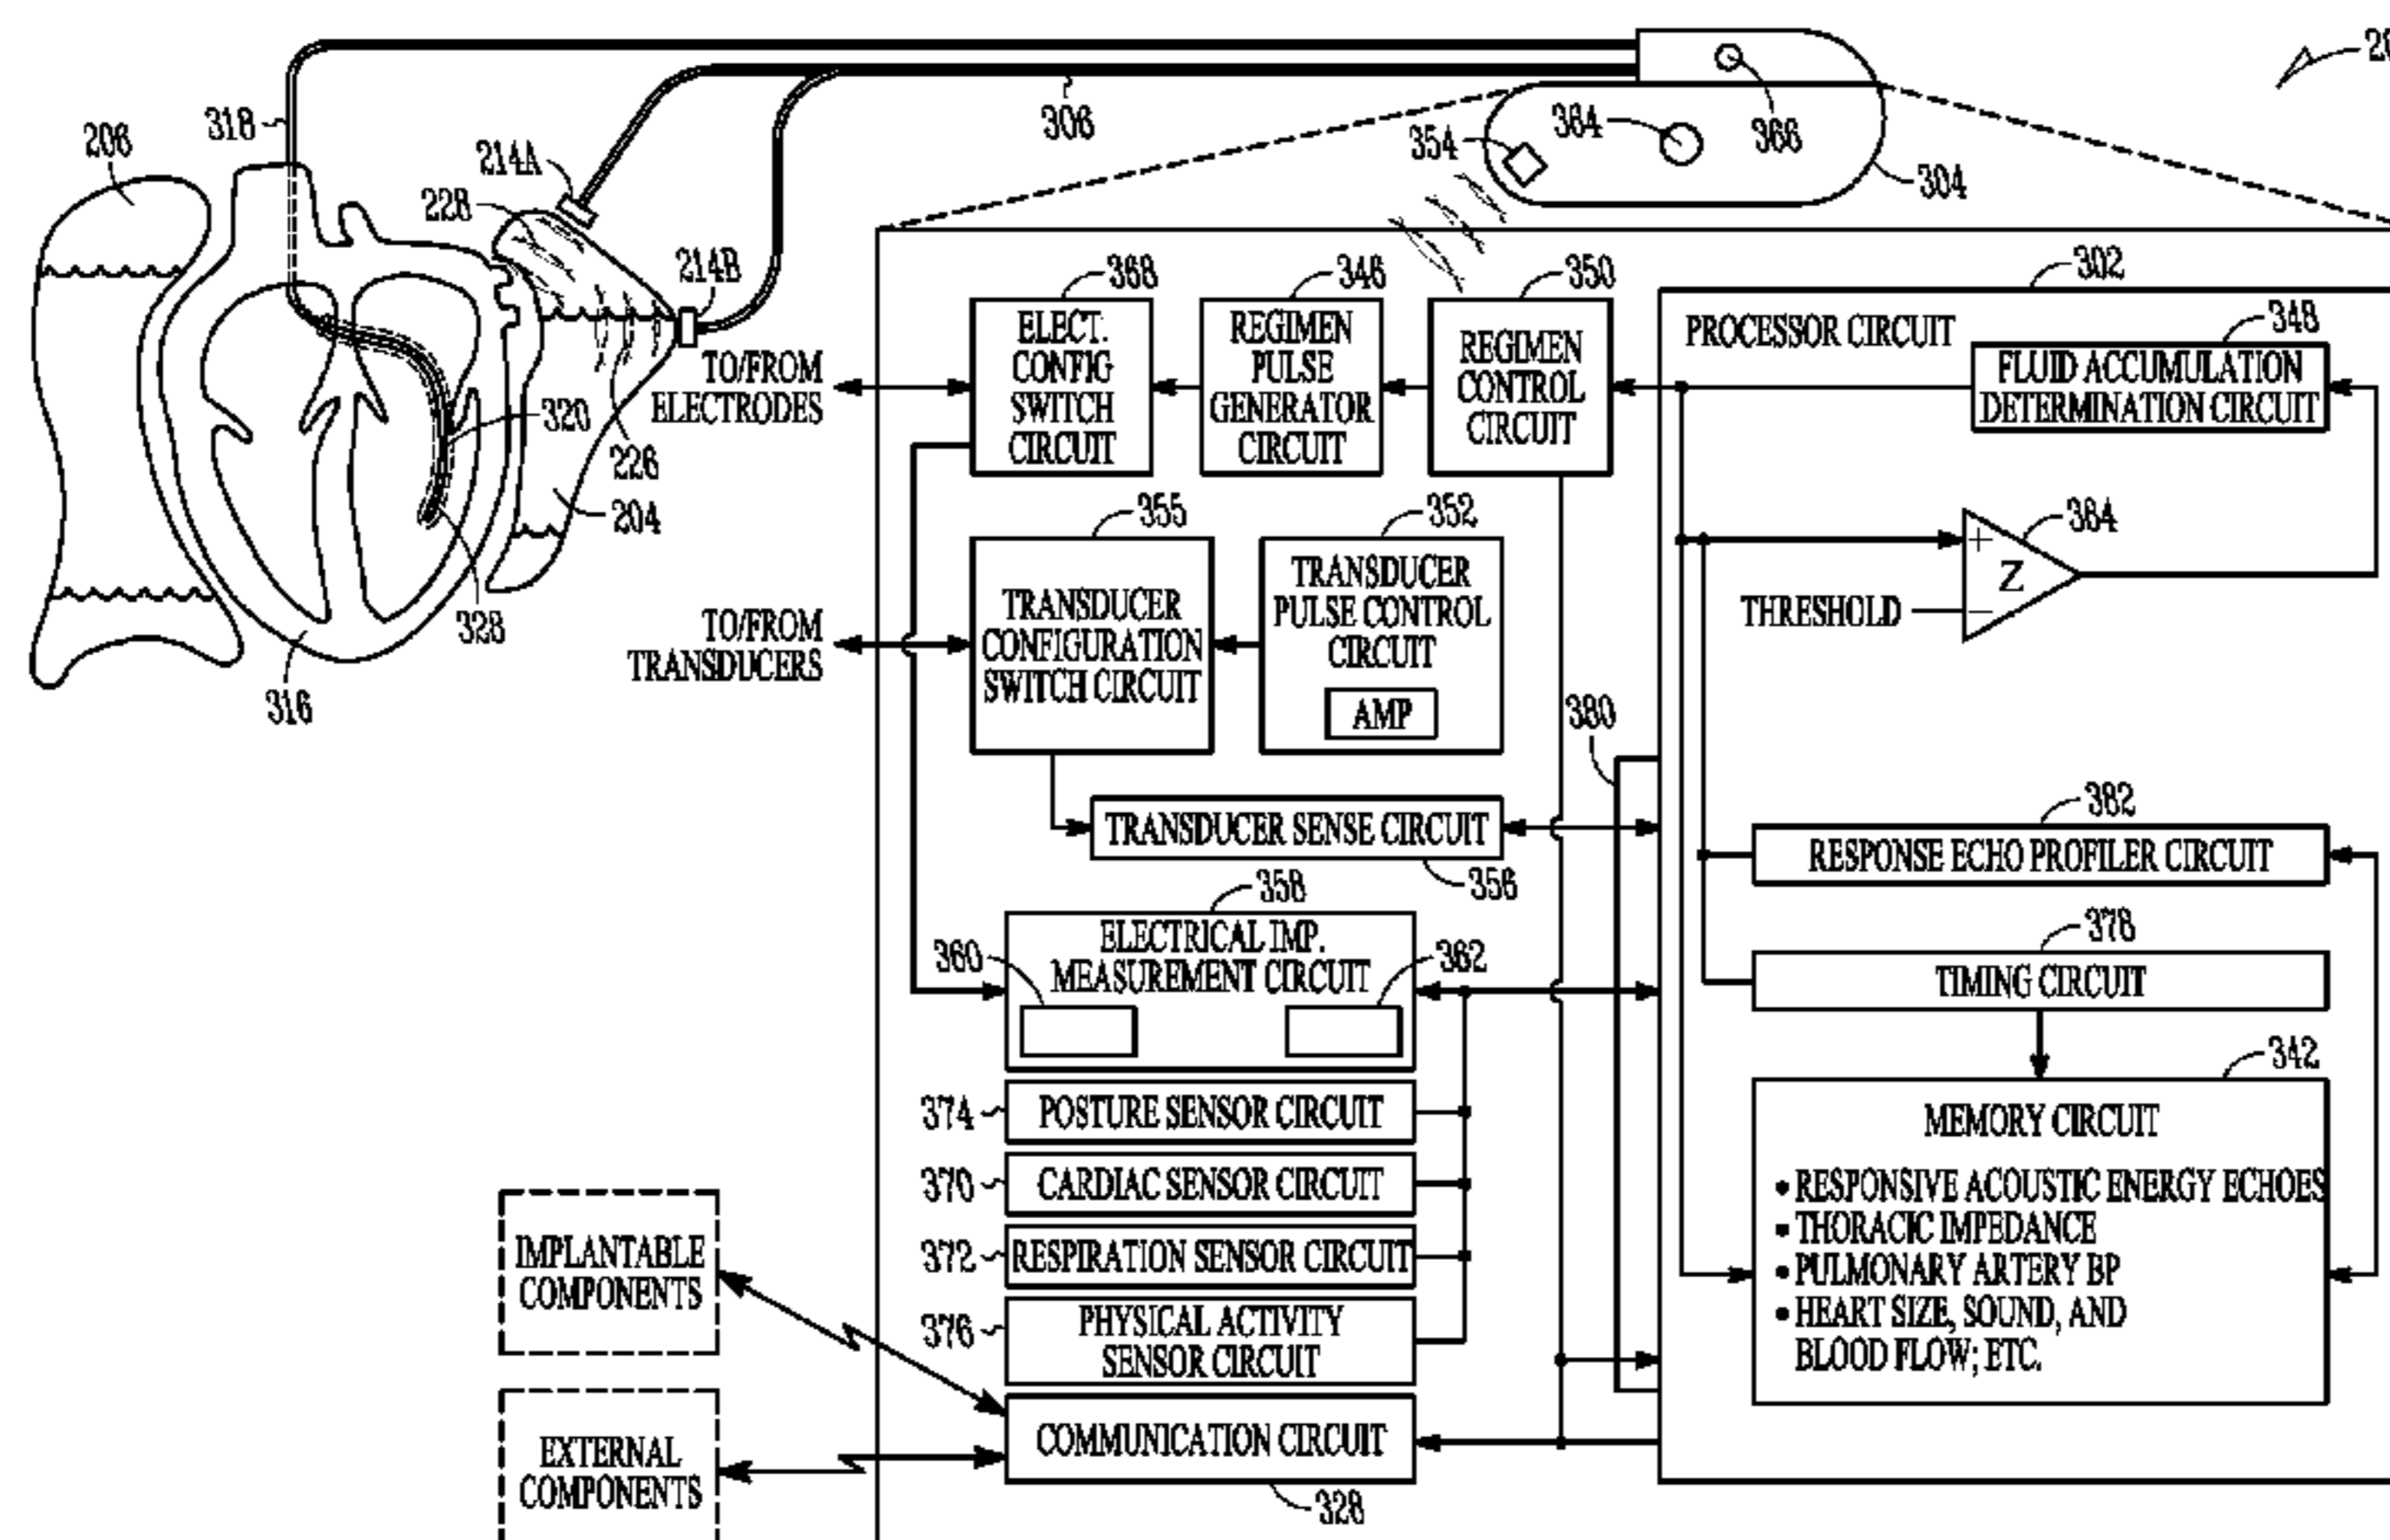 20
318
306
364
366
206
214A
354
304
228
214B
368
346
350
302
PROCESSOR CIRCUIT
348
ELECT.
CONFIG
SWITCH
CIRCUIT
REGIMEN
PULSE
GENERATOR
CIRCUIT
REGIMEN
CONTROL
CIRCUIT
FLUID ACCUMULATION
DETERMINATION CIRCUIT
TO/FROM
ELECTRODES
320
226
204
355
352
384
+
Z
−
THRESHOLD
TRANSDUCER
CONFIGURATION
SWITCH CIRCUIT
TRANSDUCER
PULSE CONTROL
CIRCUIT
AMP
328
TO/FROM
TRANSDUCERS
316
380
TRANSDUCER SENSE CIRCUIT
356
382
RESPONSE ECHO PROFILER CIRCUIT
358
ELECTRICAL IMP.
MEASUREMENT CIRCUIT
360
362
378
TIMING CIRCUIT
342
MEMORY CIRCUIT
• RESPONSIVE ACOUSTIC ENERGY ECHOES
• THORACIC IMPEDANCE
• PULMONARY ARTERY BP
• HEART SIZE, SOUND, AND
BLOOD FLOW; ETC.
374
POSTURE SENSOR CIRCUIT
370
CARDIAC SENSOR CIRCUIT
372
RESPIRATION SENSOR CIRCUIT
376
PHYSICAL ACTIVITY
SENSOR CIRCUIT
IMPLANTABLE
COMPONENTS
EXTERNAL
COMPONENTS
COMMUNICATION CIRCUIT
328